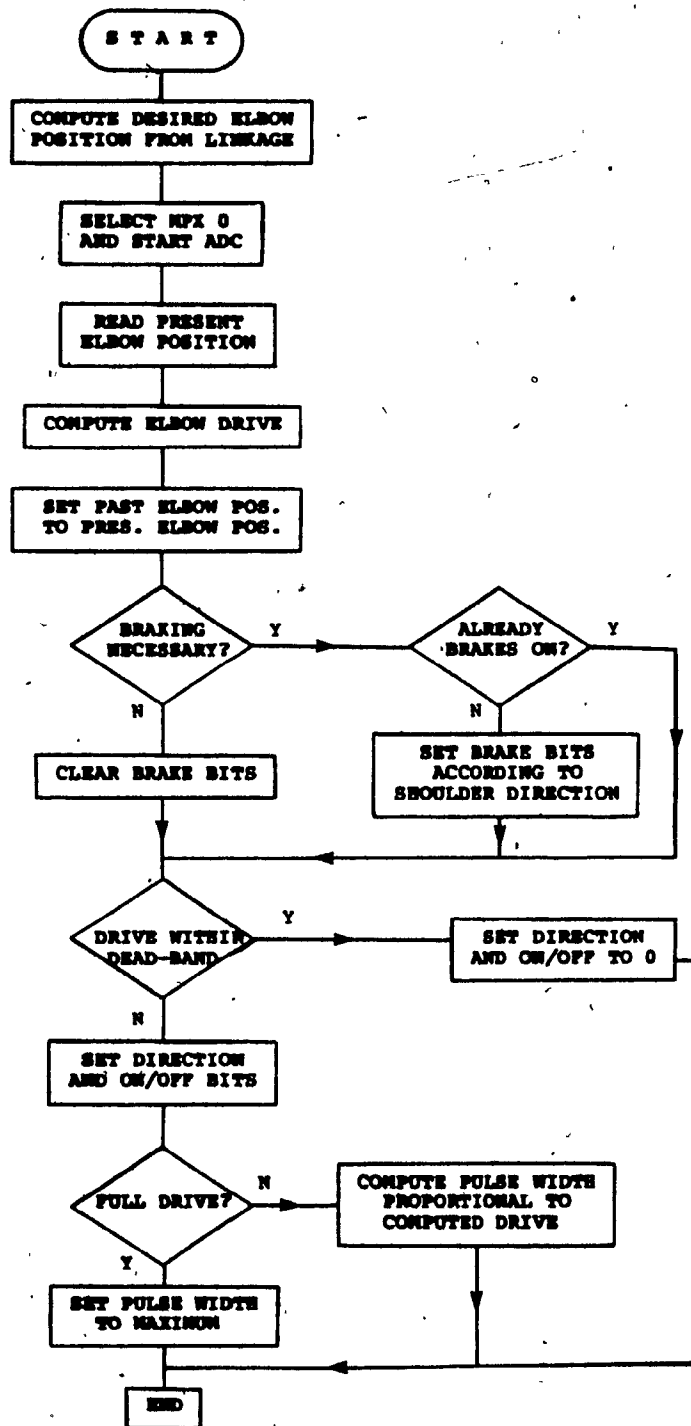 S T A R T
COMPUTE DESIRED ELBOW
POSITION FROM LINKAGE
SELECT MPX 0
AND START ADC
READ PRESENT
ELBOW POSITION
COMPUTE ELBOW DRIVE
SET PAST ELBOW POS.
TO PRES. ELBOW POS.
BRAKING
NECESSARY?
Y
ALREADY
BRAKES ON?
Y
N
N
CLEAR BRAKE BITS
SET BRAKE BITS
ACCORDING TO
SHOULDER DIRECTION
DRIVE WITHIN
DEAD-BAND
Y
SET DIRECTION
AND ON/OFF TO 0
N
SET DIRECTION
AND ON/OFF BITS
FULL DRIVE?
N
COMPUTE PULSE WIDTH
PROPORTIONAL TO
COMPUTED DRIVE
Y
SET PULSE WIDTH
TO MAXIMUM
END